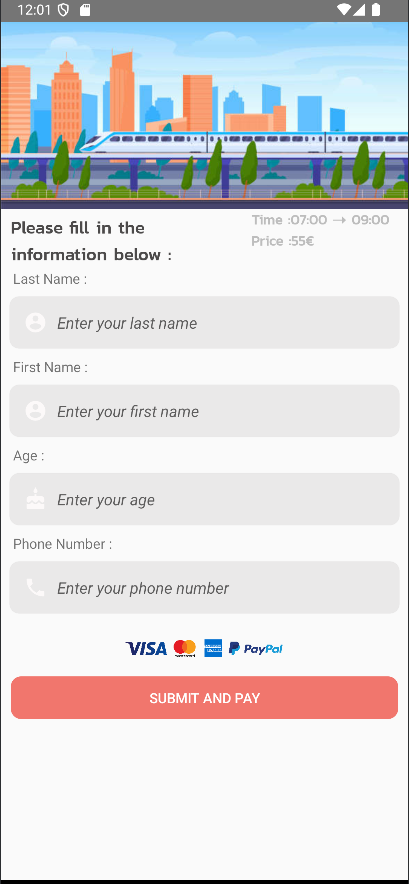 12:01
Please fill in the
information below :
Time :07:00 ➝ 09:00
Price :55€
Last Name :
Enter your last name
First Name :
Enter your first name
Age :
Enter your age
Phone Number :
Enter your phone number
VISA PayPal
SUBMIT AND PAY